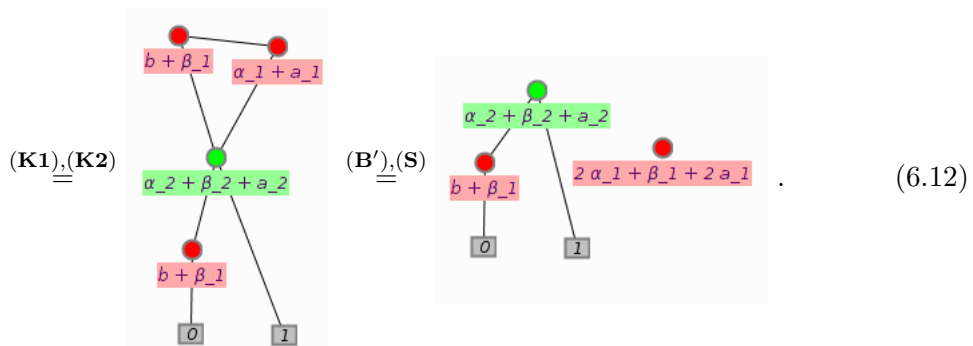 b + β_1
α_1 + a_1
(K1),(K2)
=
α_2 + β_2 + a_2
b + β_1
0 1
(B′),(S)
=
α_2 + β_2 + a_2
b + β_1
2 α_1 + β_1 + 2 a_1
0 1
.
(6.12)